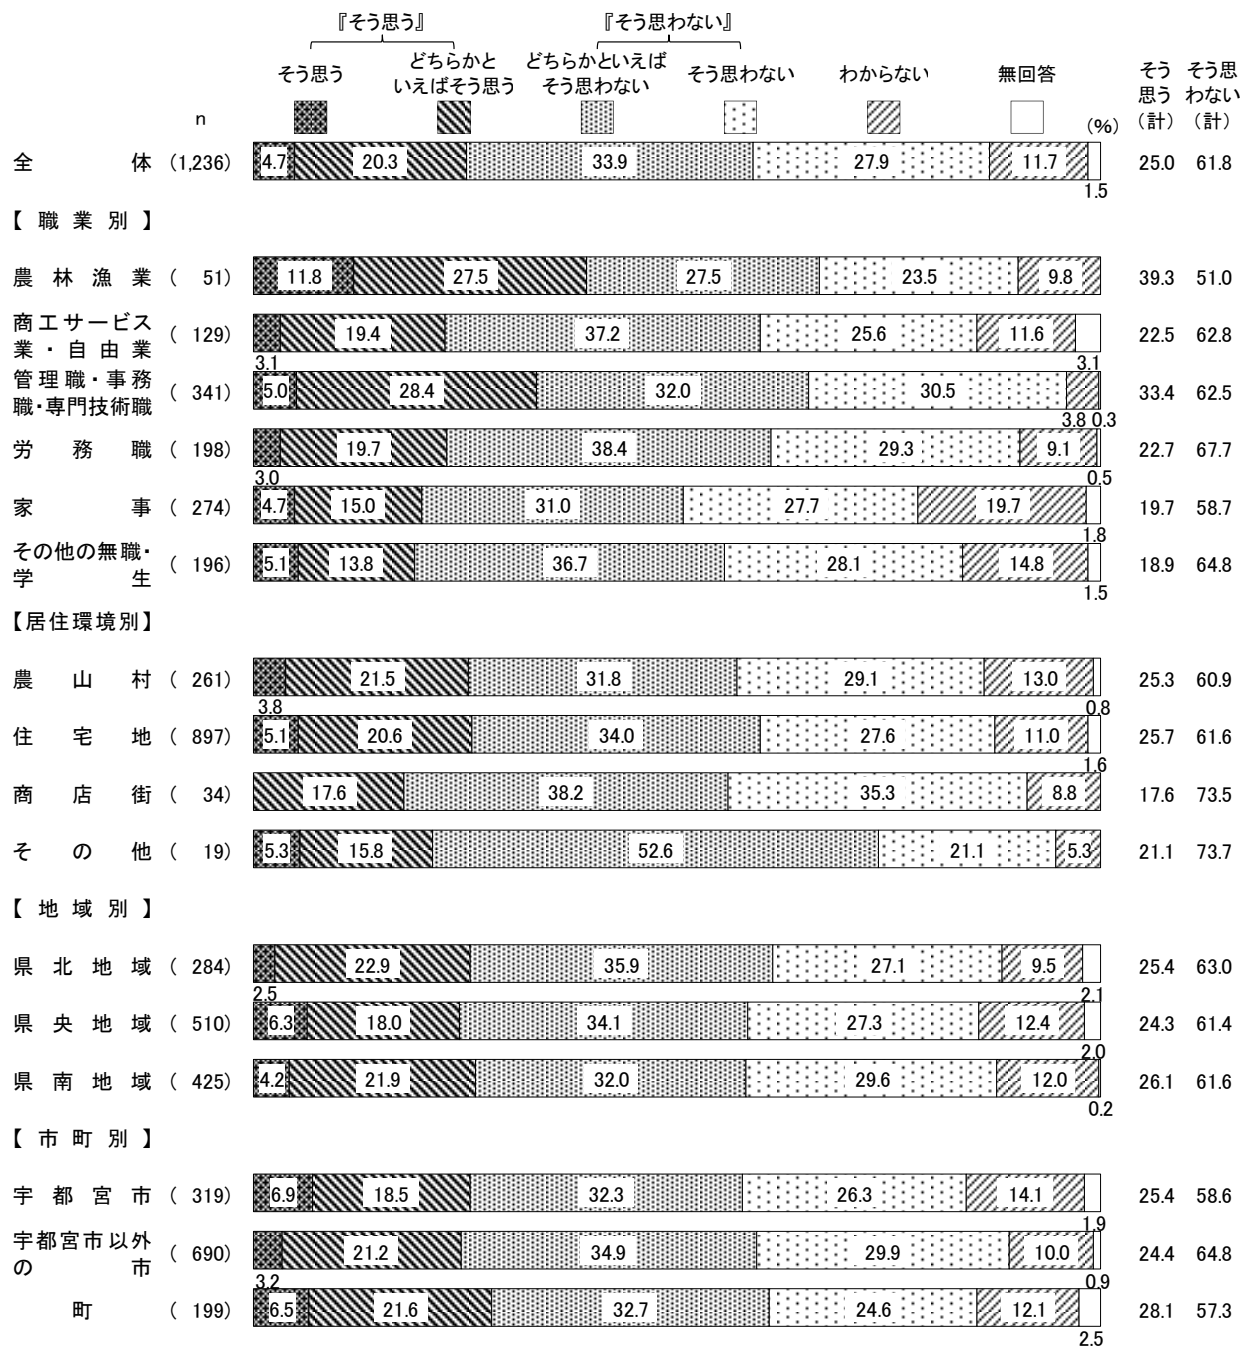 『そう思う』 『そう思わない』
そう思う どちらかと いえばそう思う どちらかといえば そう思わない そう思わない わからない 無回答 そう思う（計） そう思わない（計）
n (%)
全体 (1,236) 4.7 20.3 33.9 27.9 11.7 1.5 25.0 61.8
【職業別】
農林漁業 ( 51) 11.8 27.5 27.5 23.5 9.8 39.3 51.0
商工サービス業・自由業 ( 129) 3.1 19.4 37.2 25.6 11.6 3.1 22.5 62.8
管理職・事務職・専門技術職 ( 341) 5.0 28.4 32.0 30.5 3.8 0.3 33.4 62.5
労務職 ( 198) 3.0 19.7 38.4 29.3 9.1 0.5 22.7 67.7
家事 ( 274) 4.7 15.0 31.0 27.7 19.7 1.8 19.7 58.7
その他の無職・学生 ( 196) 5.1 13.8 36.7 28.1 14.8 1.5 18.9 64.8
【居住環境別】
農山村 ( 261) 3.8 21.5 31.8 29.1 13.0 0.8 25.3 60.9
住宅地 ( 897) 5.1 20.6 34.0 27.6 11.0 1.6 25.7 61.6
商店街 ( 34) 17.6 38.2 35.3 8.8 17.6 73.5
その他 ( 19) 5.3 15.8 52.6 21.1 5.3 21.1 73.7
【地域別】
県北地域 ( 284) 2.5 22.9 35.9 27.1 9.5 2.1 25.4 63.0
県央地域 ( 510) 6.3 18.0 34.1 27.3 12.4 2.0 24.3 61.4
県南地域 ( 425) 4.2 21.9 32.0 29.6 12.0 0.2 26.1 61.6
【市町別】
宇都宮市 ( 319) 6.9 18.5 32.3 26.3 14.1 1.9 25.4 58.6
宇都宮市以外の市 ( 690) 3.2 21.2 34.9 29.9 10.0 0.9 24.4 64.8
町 ( 199) 6.5 21.6 32.7 24.6 12.1 2.5 28.1 57.3